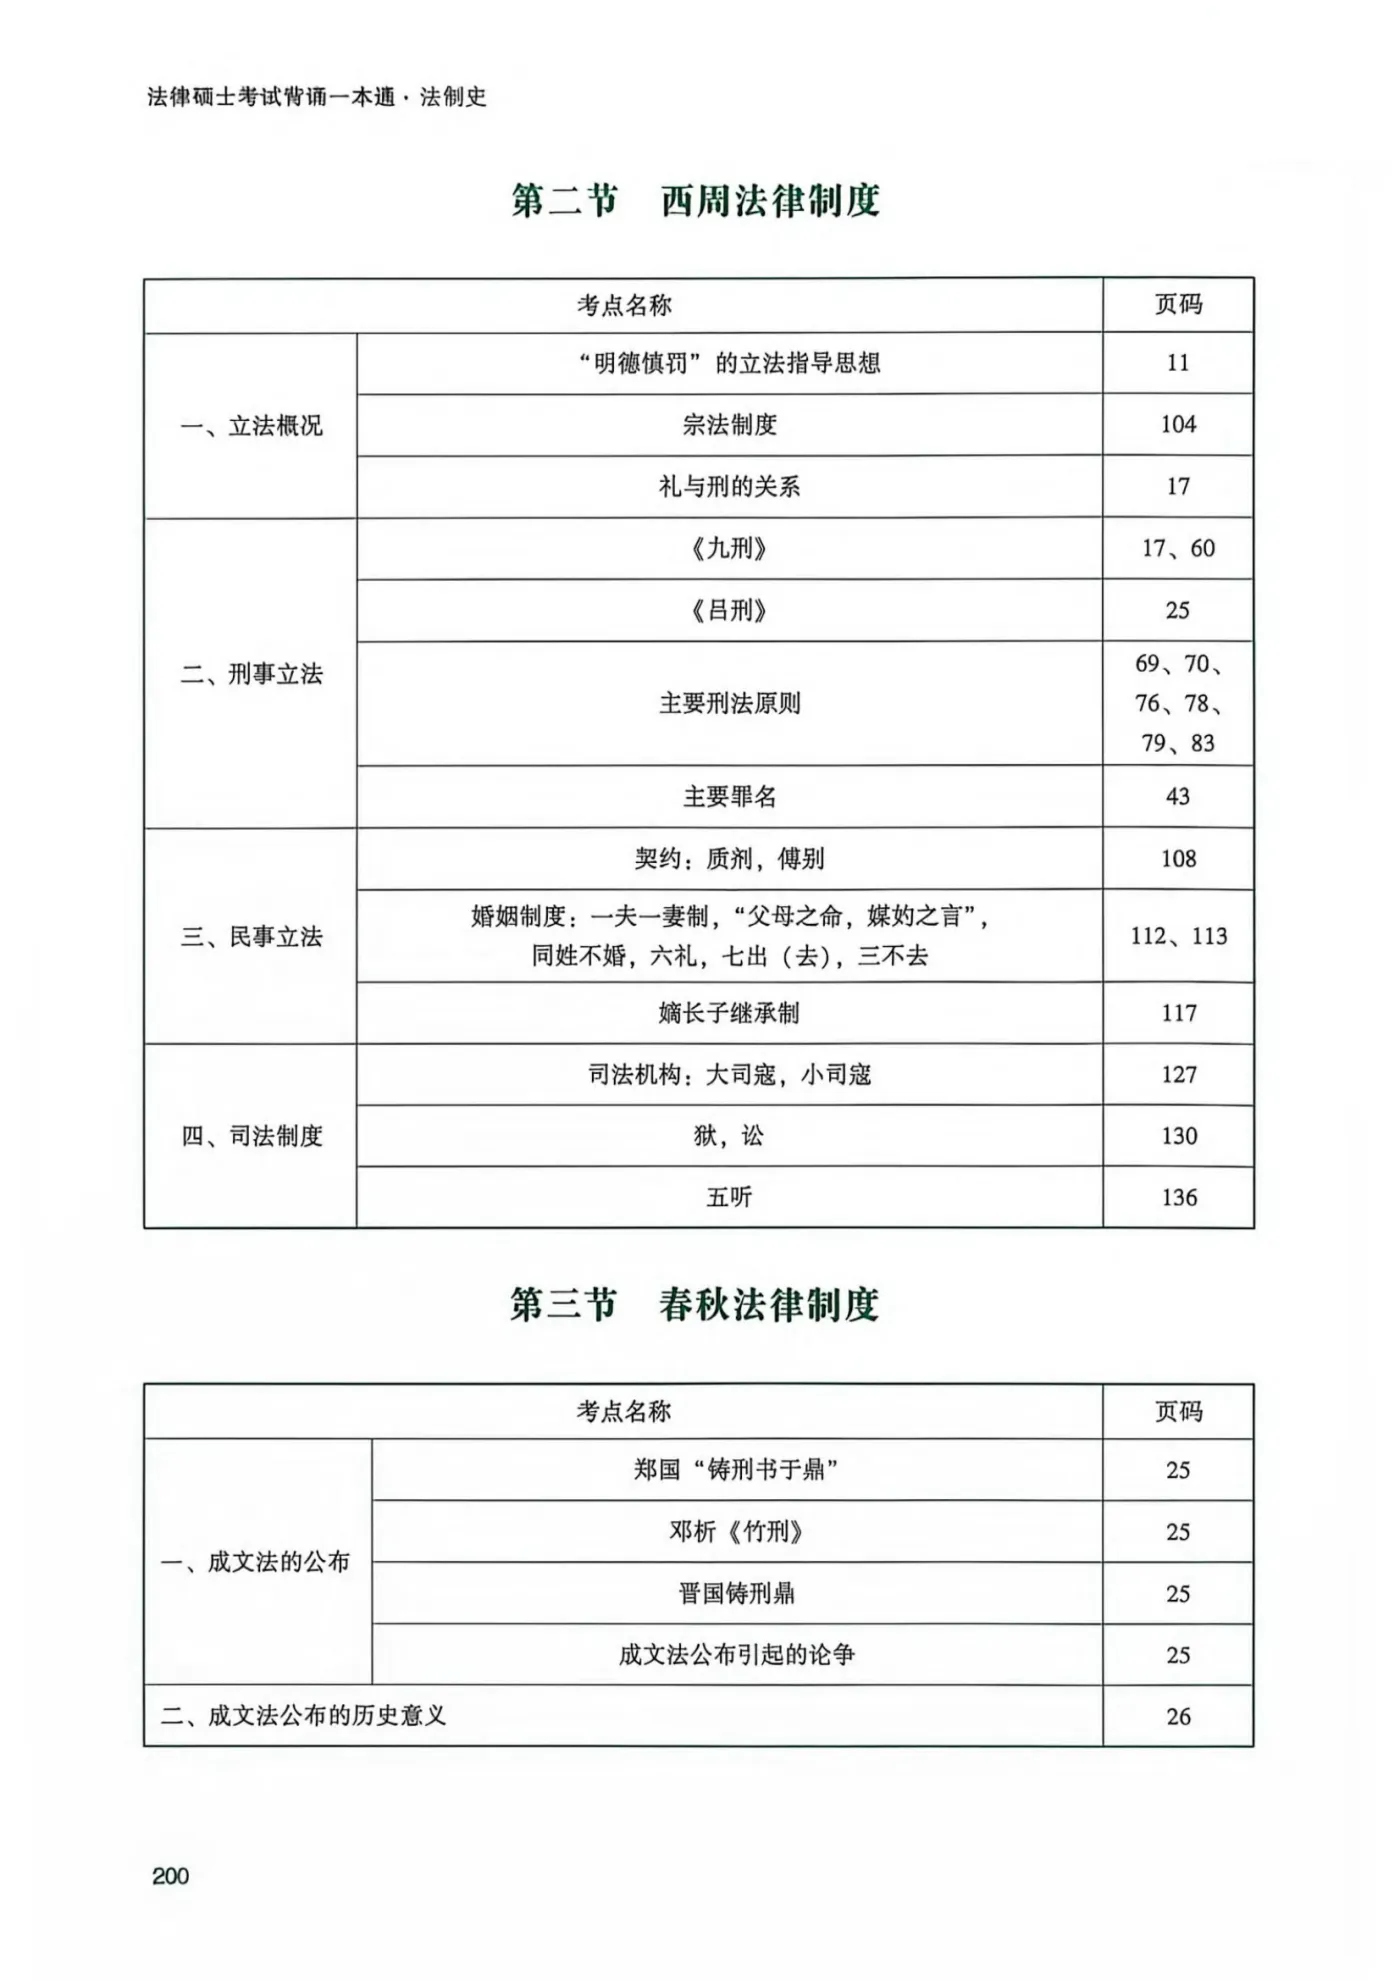 法律硕士考试背诵一本通·法制史
第二节 西周法律制度
考点名称 页码
一、立法概况
“明德慎罚”的立法指导思想 11
宗法制度 104
礼与刑的关系 17
二、刑事立法
《九刑》 17、60
《吕刑》 25
主要刑法原则
69、70、
76、78、
79、83
主要罪名 43
三、民事立法
契约：质剂，傅别 108
婚姻制度：一夫一妻制，“父母之命，媒妁之言”，
同姓不婚，六礼，七出（去），三不去
112、113
嫡长子继承制 117
四、司法制度
司法机构：大司寇，小司寇 127
狱，讼 130
五听 136
第三节 春秋法律制度
考点名称 页码
一、成文法的公布
郑国“铸刑书于鼎” 25
邓析《竹刑》 25
晋国铸刑鼎 25
成文法公布引起的论争 25
二、成文法公布的历史意义 26
200